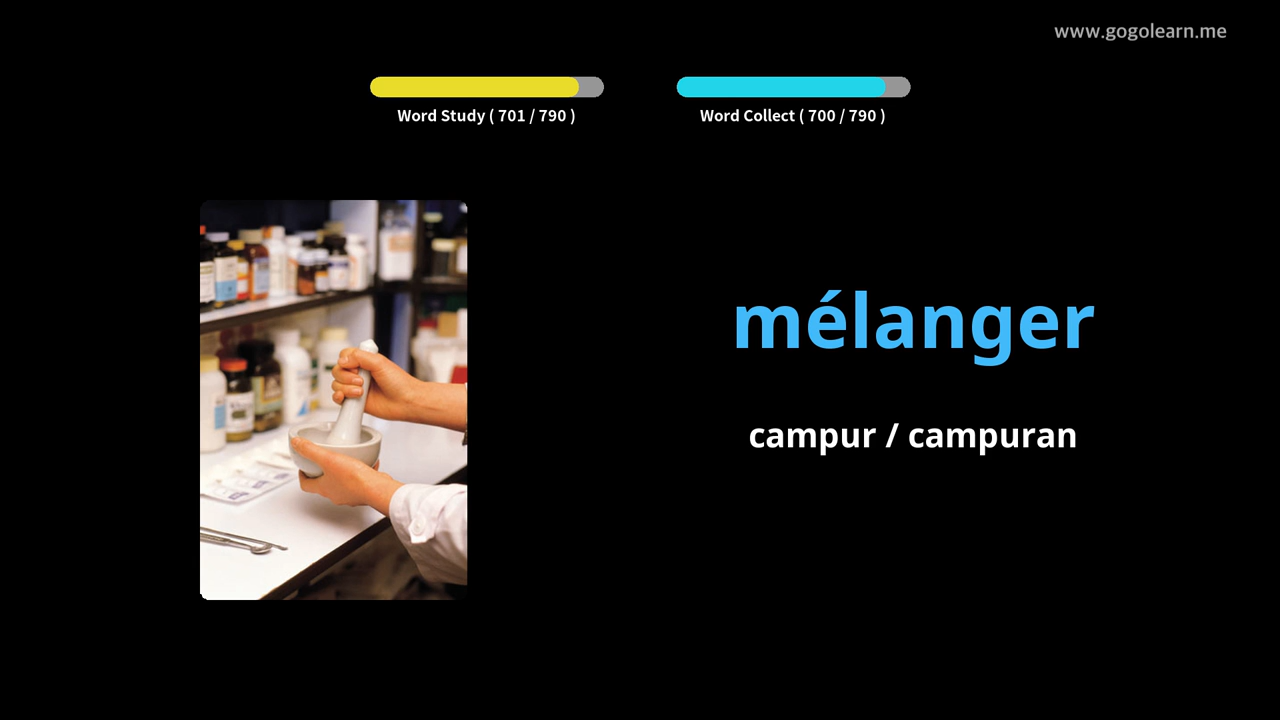 www.gogolearn.me
Word Study ( 701 / 790 )
Word Collect ( 700 / 790 )
mélanger
campur / campuran